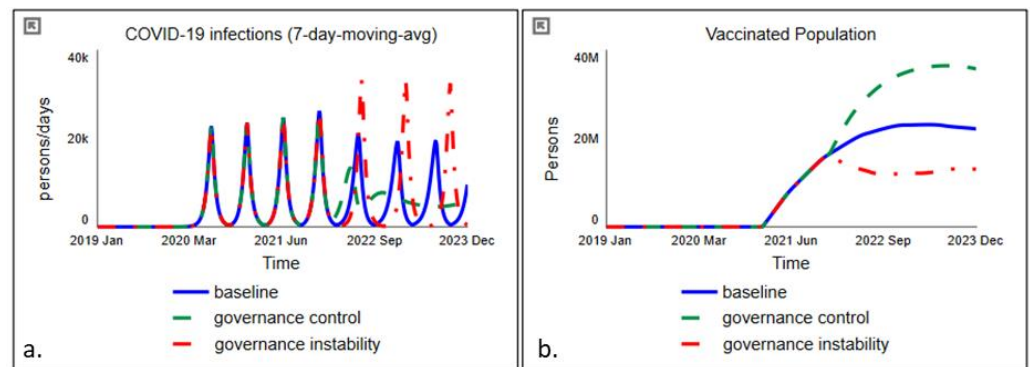 COVID-19 infections (7-day-moving-avg)
40k
persons/days
20k
0
2019 Jan 2020 Mar 2021 Jun 2022 Sep 2023 Dec
Time
baseline
governance control
governance instability
a.
Vaccinated Population
40M
Persons
20M
0
2019 Jan 2020 Mar 2021 Jun 2022 Sep 2023 Dec
Time
baseline
governance control
governance instability
b.